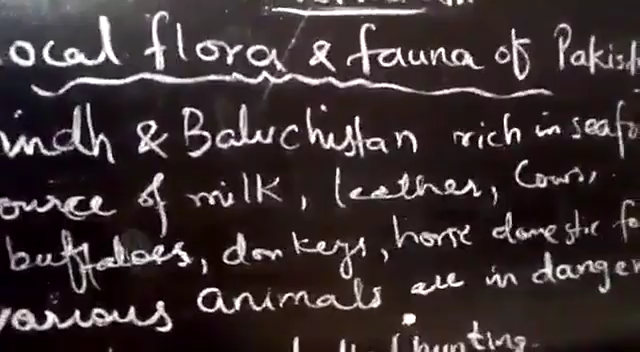 ocal flora & fauna of Pakist
indh & Baluchistan rich in seafo
ource of milk, leather, Cows,
buffaloes, donkeys, horse domestic fo
various animals are in danger
hunting.